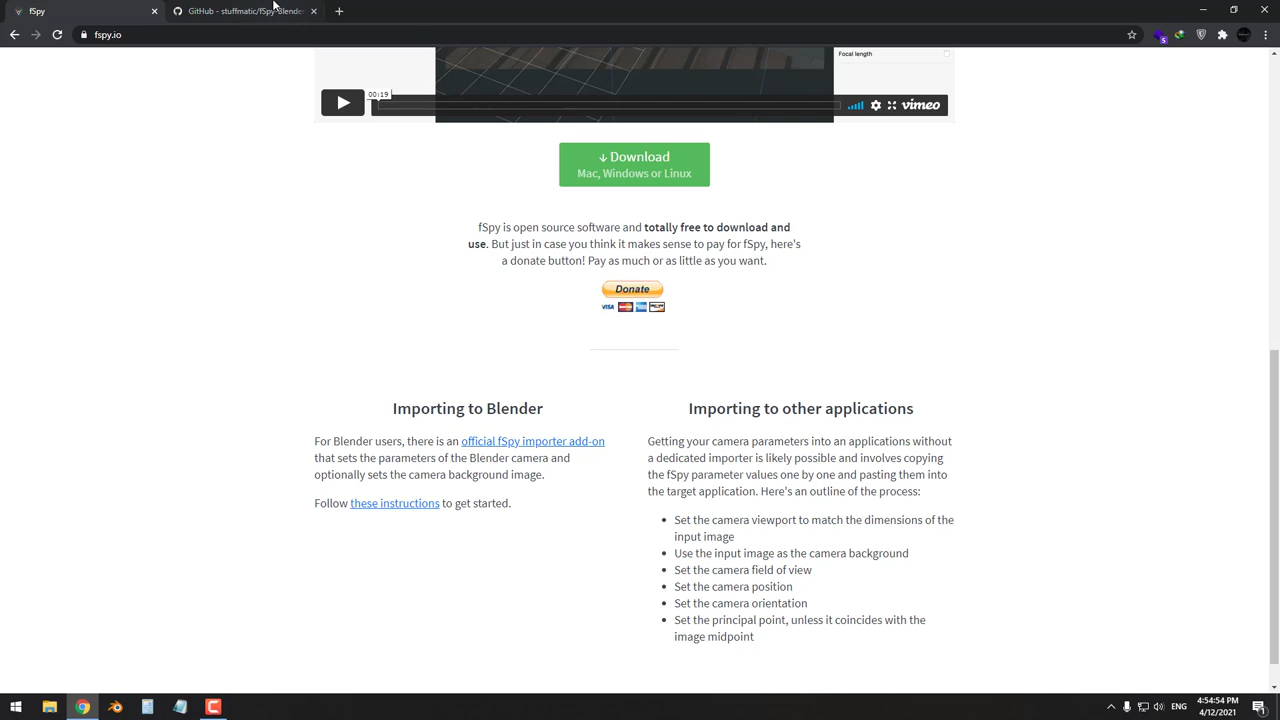 fSpy
GitHub - stuffmatic/fSpy-Blender
fspy.io
Focal length
00:19
vimeo
Download
Mac, Windows or Linux
fSpy is open source software and totally free to download and
use. But just in case you think it makes sense to pay for fSpy, here's
a donate button! Pay as much or as little as you want.
Donate
VISA
Importing to Blender
For Blender users, there is an official fSpy importer add-on
that sets the parameters of the Blender camera and
optionally sets the camera background image.
Follow these instructions to get started.
Importing to other applications
Getting your camera parameters into an applications without
a dedicated importer is likely possible and involves copying
the fSpy parameter values one by one and pasting them into
the target application. Here's an outline of the process:
• Set the camera viewport to match the dimensions of the
input image
• Use the input image as the camera background
• Set the camera field of view
• Set the camera position
• Set the camera orientation
• Set the principal point, unless it coincides with the
image midpoint
ENG
4:54:54 PM
4/12/2021